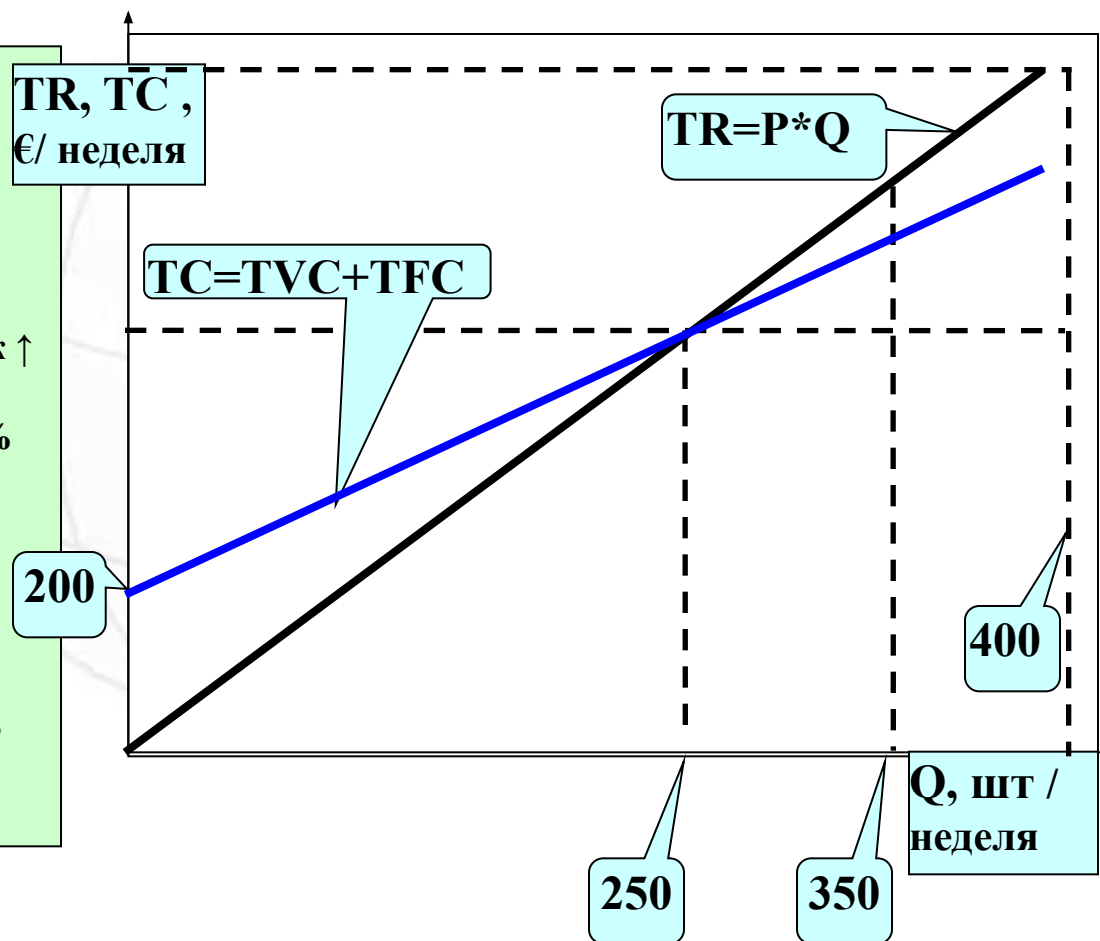 TR, TC ,
€/ неделя
TR=P*Q
TC=TVC+TFC
↑
%
200
400
Q, шт /
неделя
250
350